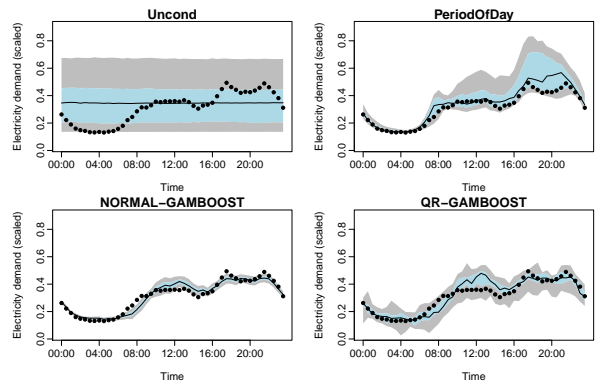 Uncond
Electricity demand (scaled)
0.0 0.2 0.4 0.6 0.8
00:00 04:00 08:00 12:00 16:00 20:00
Time
PeriodOfDay
Electricity demand (scaled)
0.0 0.2 0.4 0.6 0.8
00:00 04:00 08:00 12:00 16:00 20:00
Time
NORMAL−GAMBOOST
Electricity demand (scaled)
0.0 0.2 0.4 0.6 0.8
00:00 04:00 08:00 12:00 16:00 20:00
Time
QR−GAMBOOST
Electricity demand (scaled)
0.0 0.2 0.4 0.6 0.8
00:00 04:00 08:00 12:00 16:00 20:00
Time